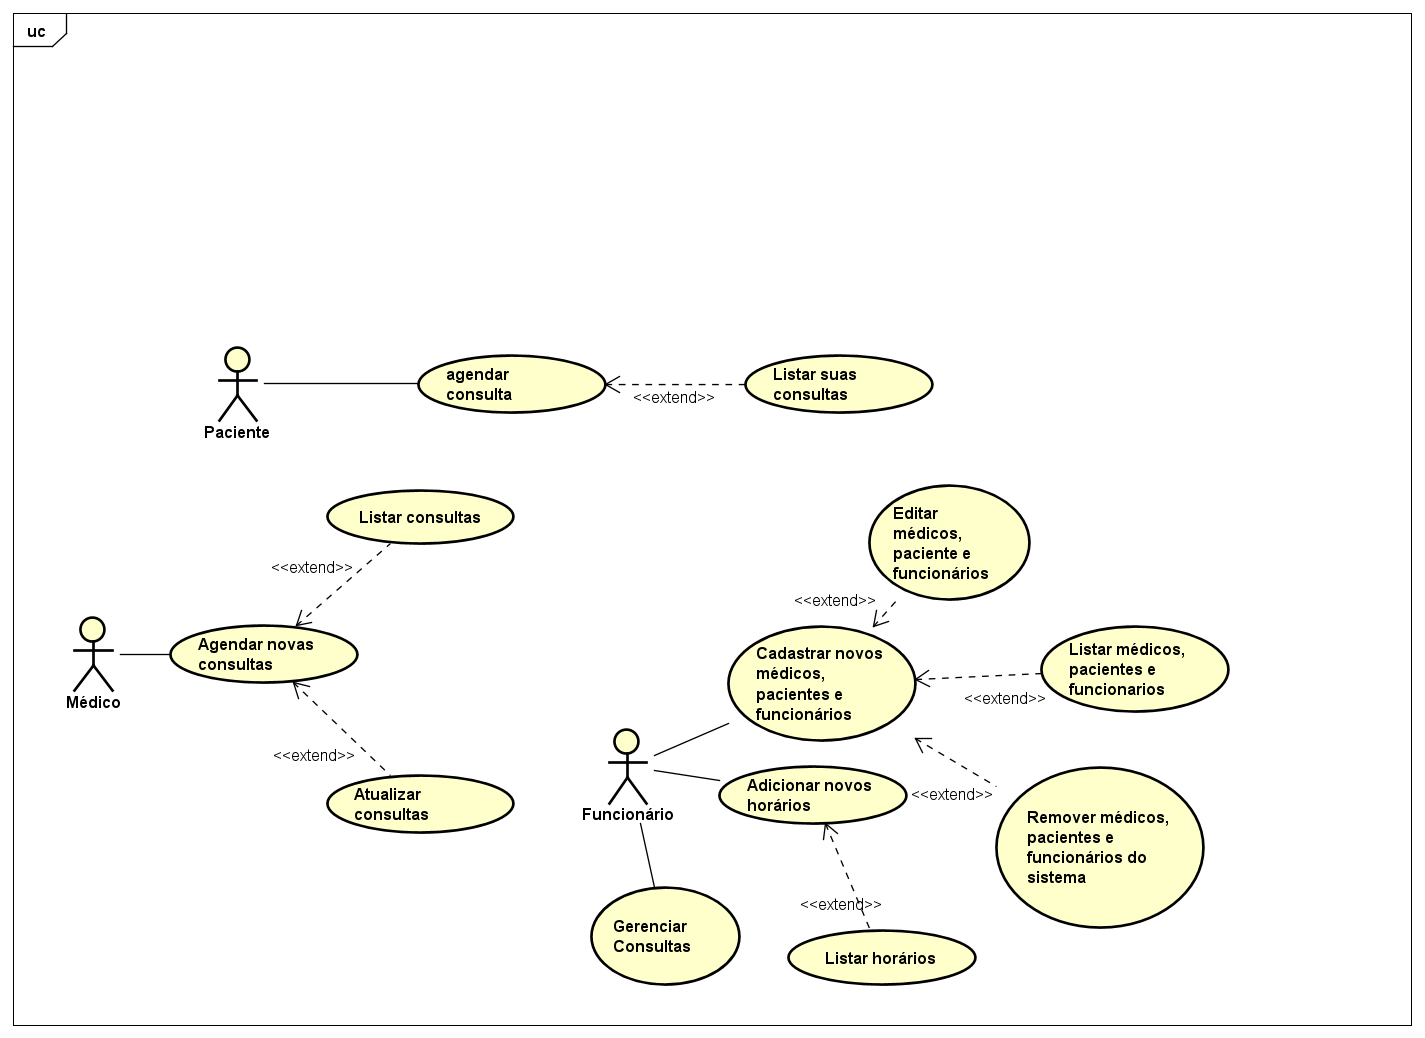 uc
agendar
consulta
Listar suas
consultas
<<extend>>
Paciente
Listar consultas
<<extend>>
Agendar novas
consultas
Médico
<<extend>>
Atualizar
consultas
Editar
médicos,
paciente e
funcionários
<<extend>>
Cadastrar novos
médicos,
pacientes e
funcionários
Listar médicos,
pacientes e
funcionarios
<<extend>>
Funcionário
Adicionar novos
horários
<<extend>>
Remover médicos,
pacientes e
funcionários do
sistema
<<extend>>
Gerenciar
Consultas
Listar horários